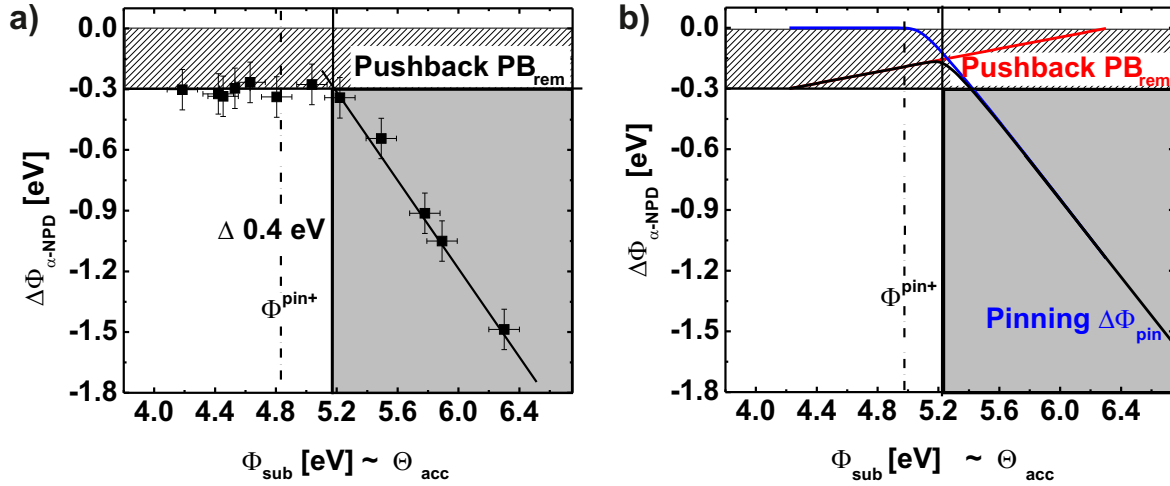 a)
0.0
-0.3
-0.6
-0.9
-1.2
-1.5
-1.8
ΔΦα-NPD [eV]
Pushback PBrem
Δ 0.4 eV
Φpin+
4.0 4.4 4.8 5.2 5.6 6.0 6.4
Φsub [eV] ~ Θacc
b)
0.0
-0.3
-0.6
-0.9
-1.2
-1.5
-1.8
ΔΦα-NPD [eV]
Pushback PBrem
Φpin+
Pinning ΔΦpin
4.0 4.4 4.8 5.2 5.6 6.0 6.4
Φsub [eV] ~ Θacc